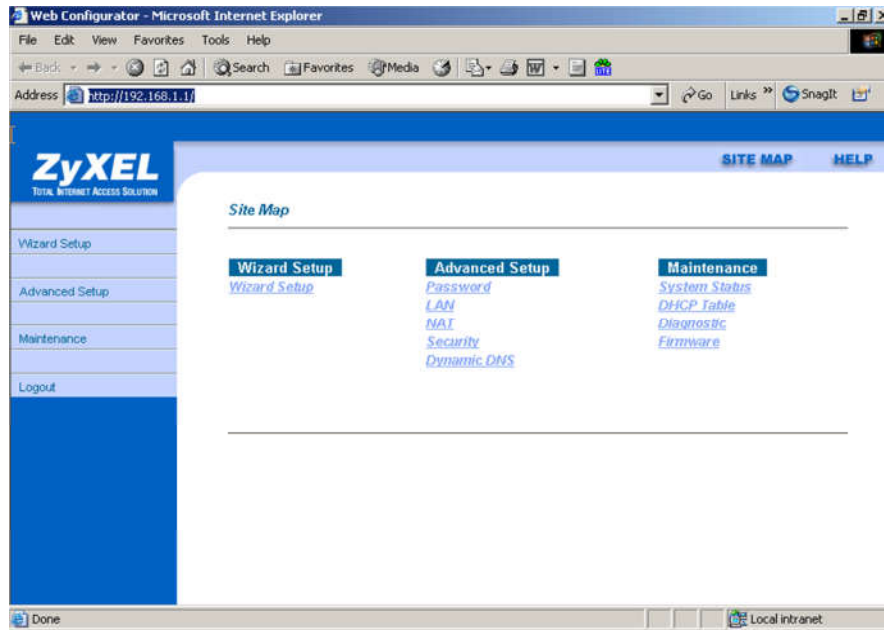 Web Configurator - Microsoft Internet Explorer
File Edit View Favorites Tools Help
Back Search Favorites Media
Address http://192.168.1.1/ Go Links » SnagIt
SITE MAP HELP
ZyXEL
TOTAL INTERNET ACCESS SOLUTION
Site Map
Wizard Setup
Advanced Setup
Maintenance
Logout
Wizard Setup Advanced Setup Maintenance
Wizard Setup Password System Status
LAN DHCP Table
NAT Diagnostic
Security Firmware
Dynamic DNS
Done Local intranet